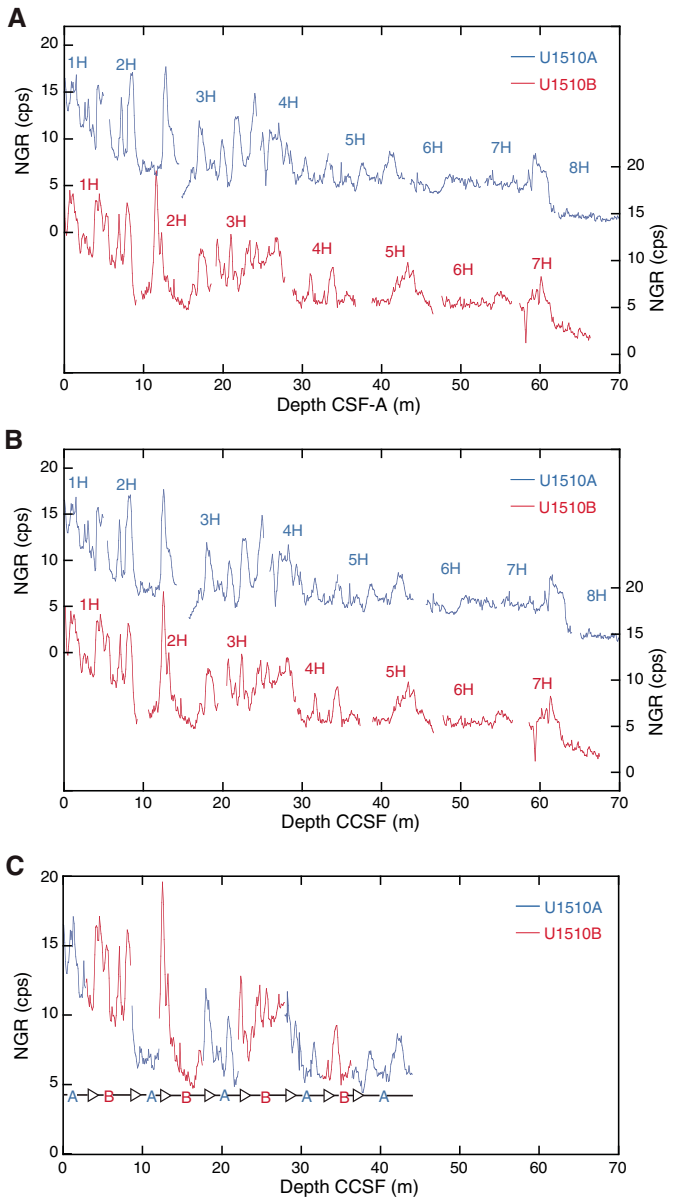 A
NGR (cps)
20
15
10
5
0
1H 2H 3H 4H 5H 6H 7H 8H
U1510A
U1510B
1H 2H 3H 4H 5H 6H 7H
20
15
10
5
0
NGR (cps)
0 10 20 30 40 50 60 70
Depth CSF-A (m)
B
NGR (cps)
20
15
10
5
0
1H 2H 3H 4H 5H 6H 7H 8H
U1510A
U1510B
1H 2H 3H 4H 5H 6H 7H
20
15
10
5
0
NGR (cps)
0 10 20 30 40 50 60 70
Depth CCSF (m)
C
NGR (cps)
20
15
10
5
0
U1510A
U1510B
A B A B A B A B A
0 10 20 30 40 50 60 70
Depth CCSF (m)